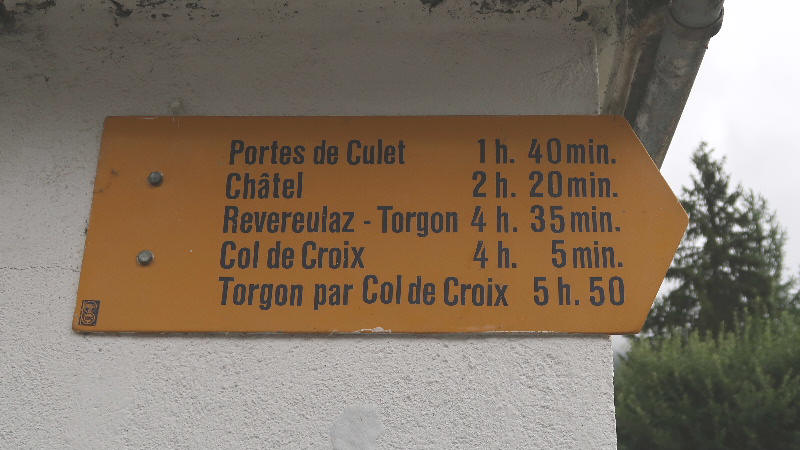 Portes de Culet 1 h. 40 min.
Châtel 2 h. 20 min.
Revereulaz - Torgon 4 h. 35 min.
Col de Croix 4 h. 5 min.
Torgon par Col de Croix 5 h. 50